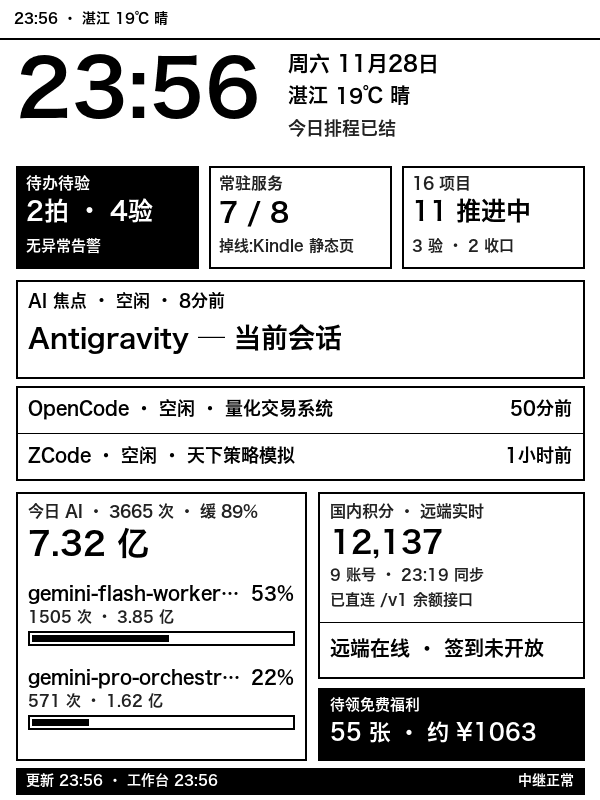 23:56 · 湛江 19℃ 晴
23:56
周六 11月28日
湛江 19℃ 晴
今日排程已结
待办待验
2拍 · 4验
无异常告警
常驻服务
7 / 8
掉线:Kindle 静态页
16 项目
11 推进中
3 验 · 2 收口
AI 焦点 · 空闲 · 8分前
Antigravity — 当前会话
OpenCode · 空闲 · 量化交易系统 50分前
ZCode · 空闲 · 天下策略模拟 1小时前
今日 AI · 3665 次 · 缓 89%
7.32 亿
gemini-flash-worker··· 53%
1505 次 · 3.85 亿
gemini-pro-orchestr··· 22%
571 次 · 1.62 亿
国内积分 · 远端实时
12,137
9 账号 · 23:19 同步
已直连 /v1 余额接口
远端在线 · 签到未开放
待领免费福利
55 张 · 约 ¥1063
更新 23:56 · 工作台 23:56 中继正常